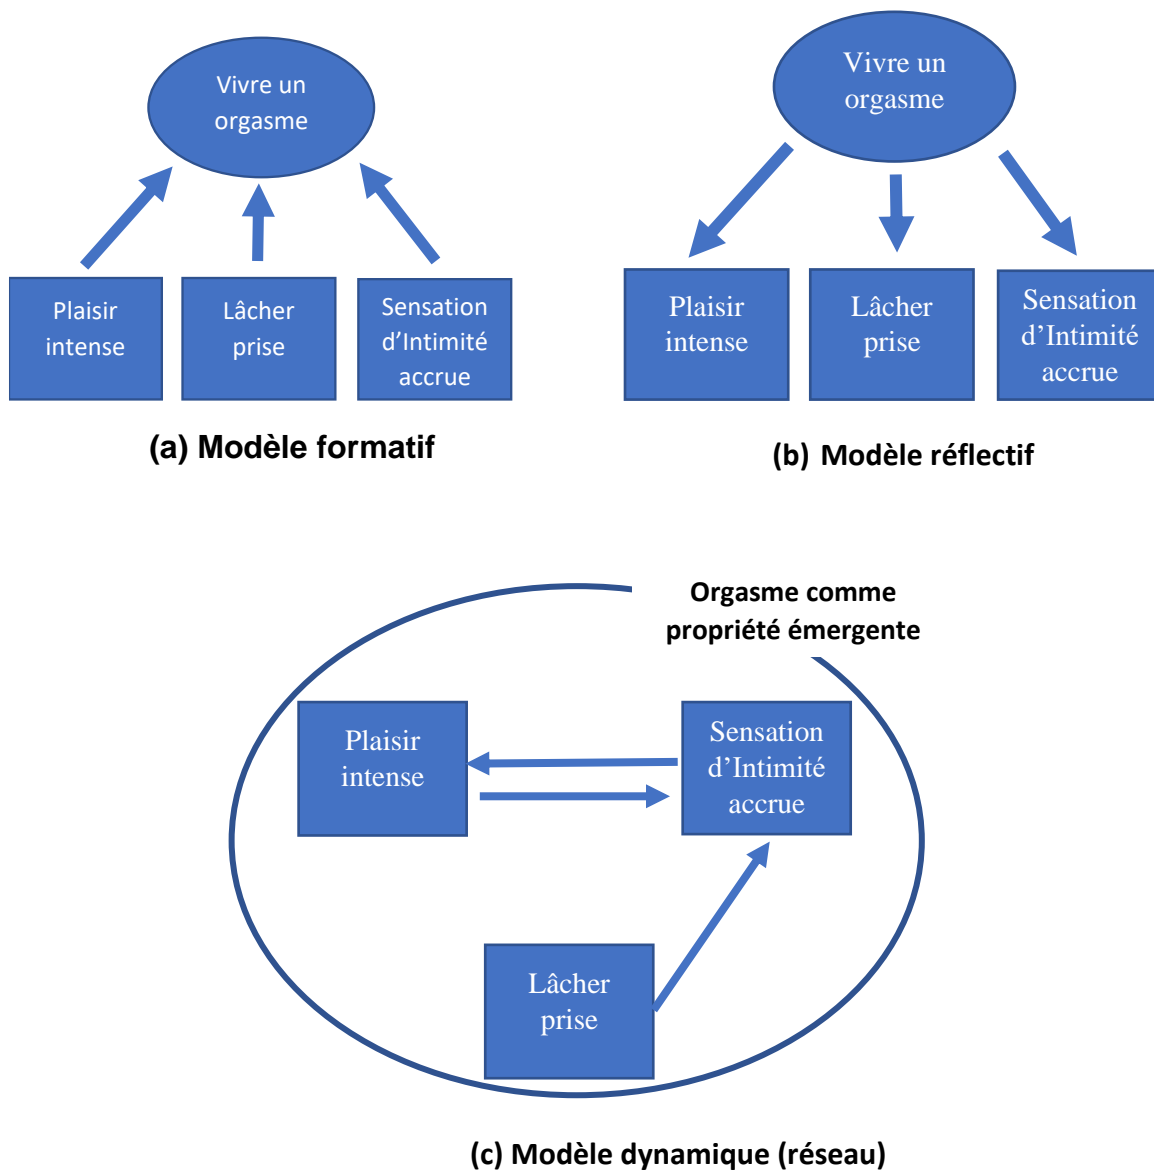 Vivre un
orgasme
Plaisir
intense
Lâcher
prise
Sensation
d’Intimité
accrue
(a) Modèle formatif
Vivre un
orgasme
Plaisir
intense
Lâcher
prise
Sensation
d’Intimité
accrue
(b) Modèle réflectif
Orgasme comme
propriété émergente
Plaisir
intense
Sensation
d’Intimité
accrue
Lâcher
prise
(c) Modèle dynamique (réseau)